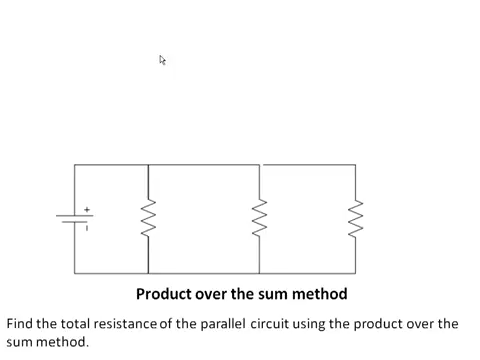 +
–
Product over the sum method
Find the total resistance of the parallel circuit using the product over the
sum method.